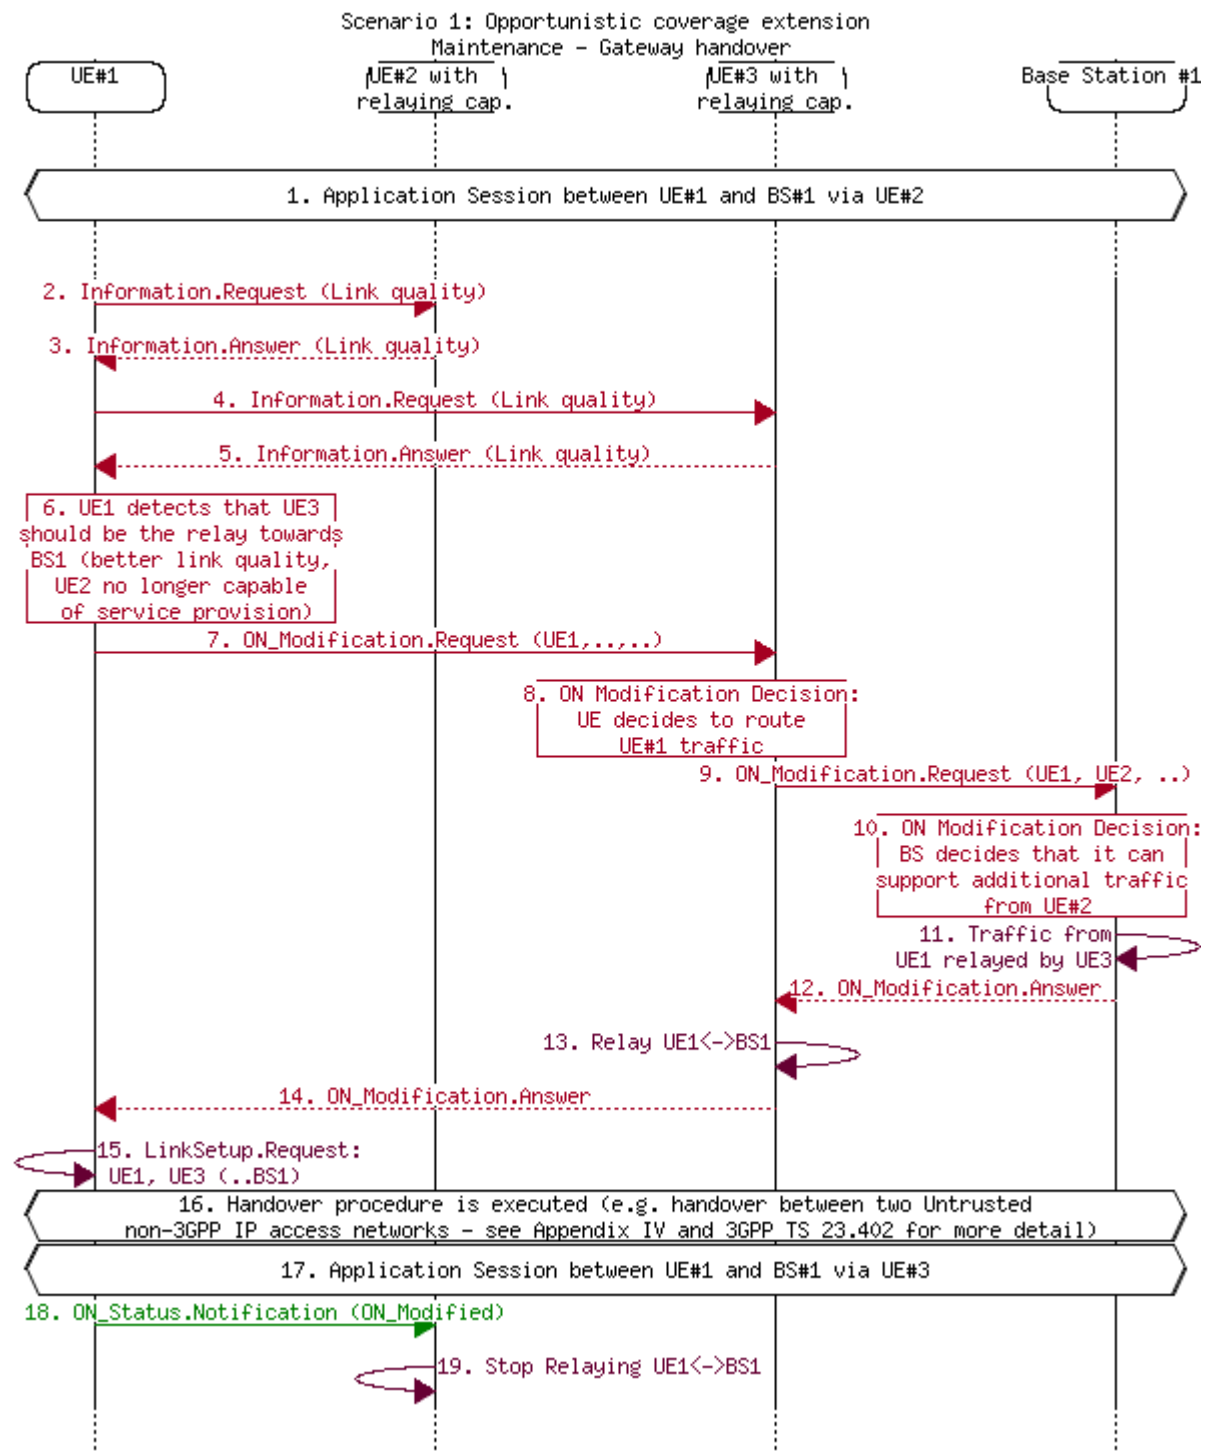 Scenario 1: Opportunistic coverage extension
Maintenance - Gateway handover
UE#1
UE#2 with
relaying cap.
UE#3 with
relaying cap.
Base Station #1
1. Application Session between UE#1 and BS#1 via UE#2
2. Information.Request (Link quality)
3. Information.Answer (Link quality)
4. Information.Request (Link quality)
5. Information.Answer (Link quality)
6. UE1 detects that UE3
should be the relay towards
BS1 (better link quality,
UE2 no longer capable
of service provision)
7. ON_Modification.Request (UE1,..,..)
8. ON Modification Decision:
UE decides to route
UE#1 traffic
9. ON_Modification.Request (UE1, UE2, ..)
10. ON Modification Decision:
BS decides that it can
support additional traffic
from UE#2
11. Traffic from
UE1 relayed by UE3
12. ON_Modification.Answer
13. Relay UE1<->BS1
14. ON_Modification.Answer
15. LinkSetup.Request:
UE1, UE3 (..BS1)
16. Handover procedure is executed (e.g. handover between two Untrusted
non-3GPP IP access networks - see Appendix IV and 3GPP TS 23.402 for more detail)
17. Application Session between UE#1 and BS#1 via UE#3
18. ON_Status.Notification (ON_Modified)
19. Stop Relaying UE1<->BS1